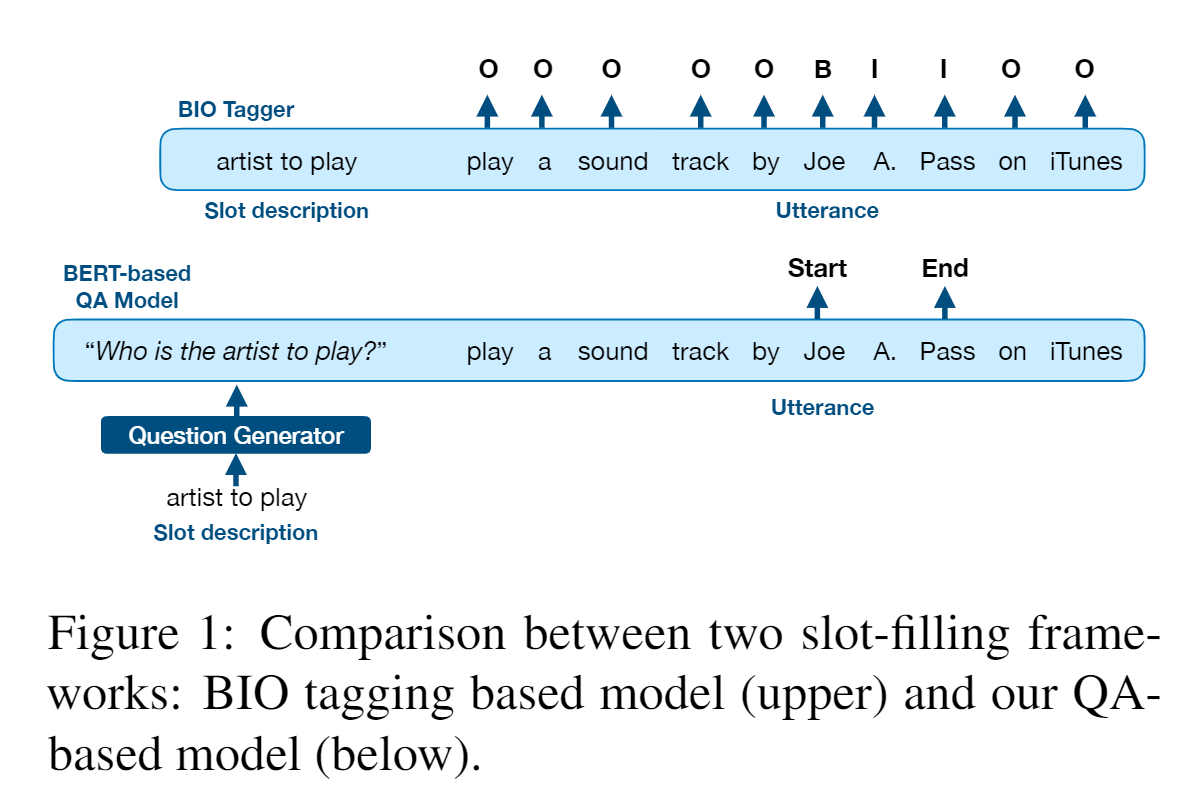 O O O O O B I I O O
BIO Tagger
artist to play play a sound track by Joe A. Pass on iTunes
Slot description Utterance
BERT-based
QA Model
Start End
“Who is the artist to play?” play a sound track by Joe A. Pass on iTunes
Utterance
Question Generator
artist to play
Slot description
Figure 1: Comparison between two slot-filling frame-
works: BIO tagging based model (upper) and our QA-
based model (below).